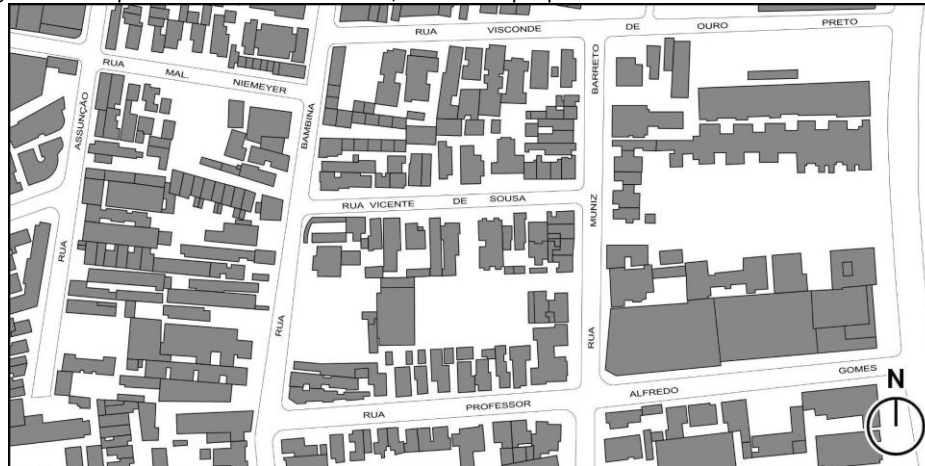 RUA VISCONDE DE OURO PRETO
RUA MAL. NIEMEYER
RUA ASSUNÇÃO
RUA BAMBINA
RUA MUNIZ BARRETO
RUA VICENTE DE SOUSA
RUA PROFESSOR ALFREDO GOMES
N